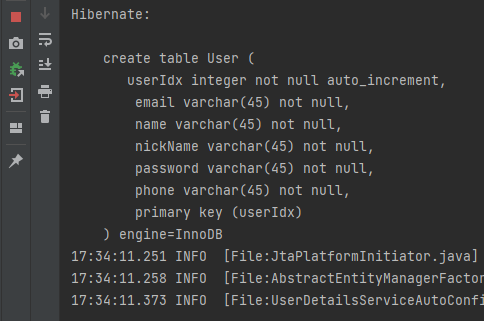 Hibernate:
create table User (
userIdx integer not null auto_increment,
email varchar(45) not null,
name varchar(45) not null,
nickName varchar(45) not null,
password varchar(45) not null,
phone varchar(45) not null,
primary key (userIdx)
) engine=InnoDB
17:34:11.251 INFO  [File:JtaPlatformInitiator.java]
17:34:11.258 INFO  [File:AbstractEntityManagerFactor
17:34:11.373 INFO  [File:UserDetailsServiceAutoConfi